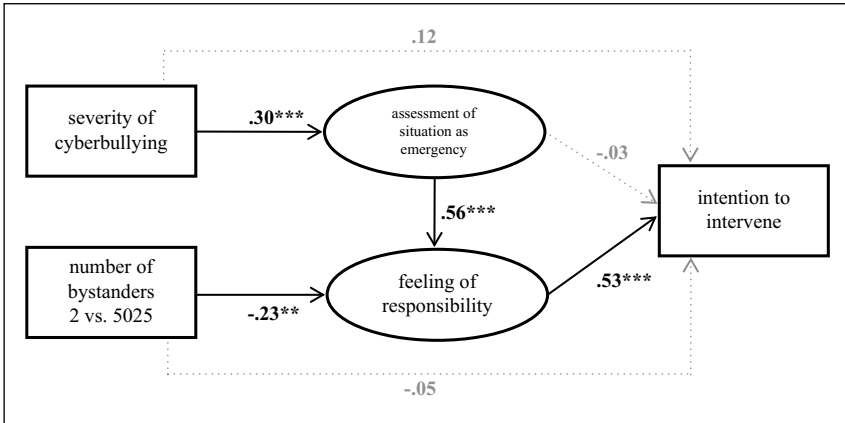 .12
severity of
cyberbullying
.30***
assessment of
situation as
emergency
-.03
intention to
intervene
.56***
number of
bystanders
2 vs. 5025
-.23**
feeling of
responsibility
.53***
-.05